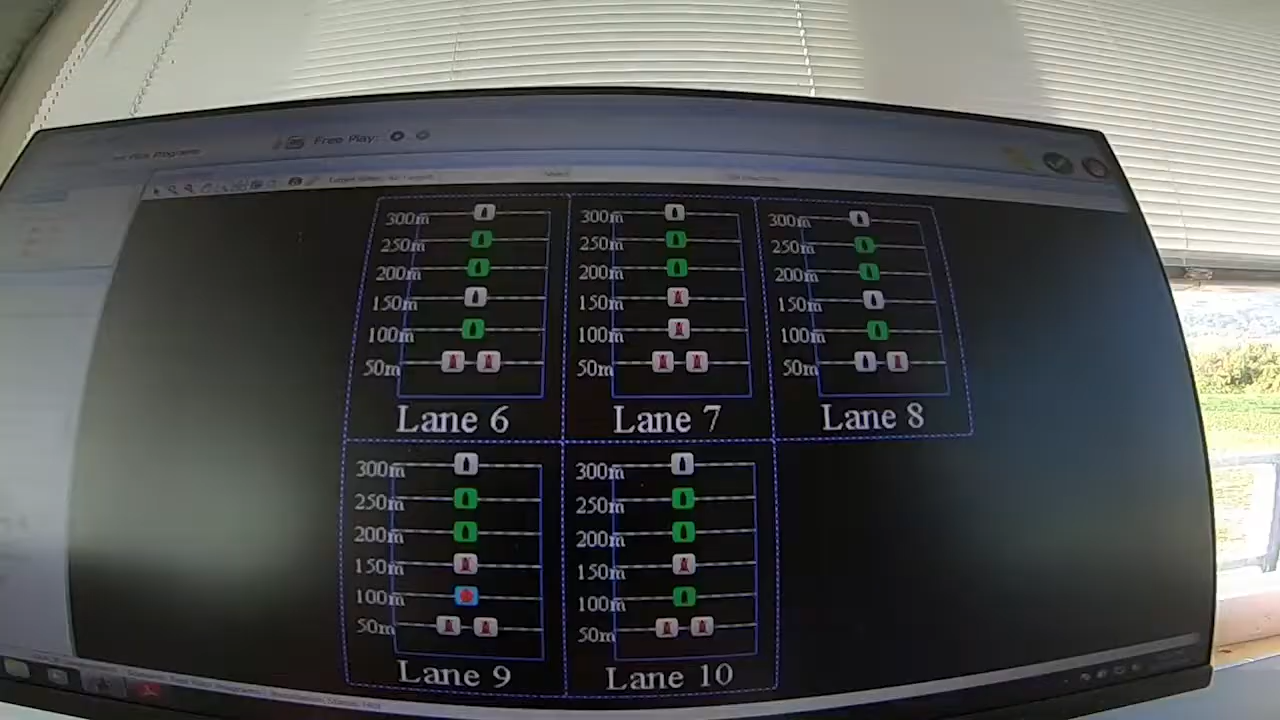 Free Play:
300m 300m 300m
250m 250m 250m
200m 200m 200m
150m 150m 150m
100m 100m 100m
50m 50m 50m
Lane 6 Lane 7 Lane 8
300m 300m
250m 250m
200m 200m
150m 150m
100m 100m
50m 50m
Lane 9 Lane 10